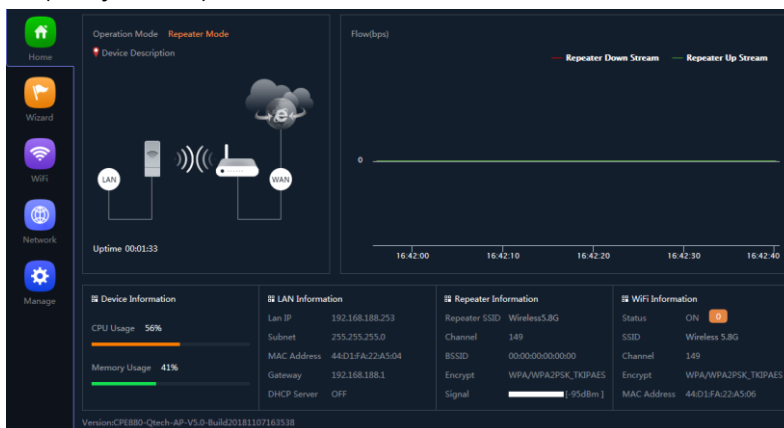 Home
Wizard
WiFi
Network
Manage
Operation Mode Repeater Mode
Device Description
LAN
WAN
Uptime 00:01:33
Flow(bps)
Repeater Down Stream Repeater Up Stream
0
16:42:00 16:42:10 16:42:20 16:42:30 16:42:40
Device Information
CPU Usage 56%
Memory Usage 41%
LAN Information
Lan IP 192.168.188.253
Subnet 255.255.255.0
MAC Address 44:D1:FA:22:A5:04
Gateway 192.168.188.1
DHCP Server OFF
Repeater Information
Repeater SSID Wireless5.8G
Channel 149
BSSID 00:00:00:00:00:00
Encrypt WPA/WPA2PSK_TKIPAES
Signal [-95dBm ]
WiFi Information
Status ON 0
SSID Wireless 5.8G
Channel 149
Encrypt WPA/WPA2PSK_TKIPAES
MAC Address 44:D1:FA:22:A5:06
Version:CPE880-Qtech-AP-V5.0-Build20181107163538